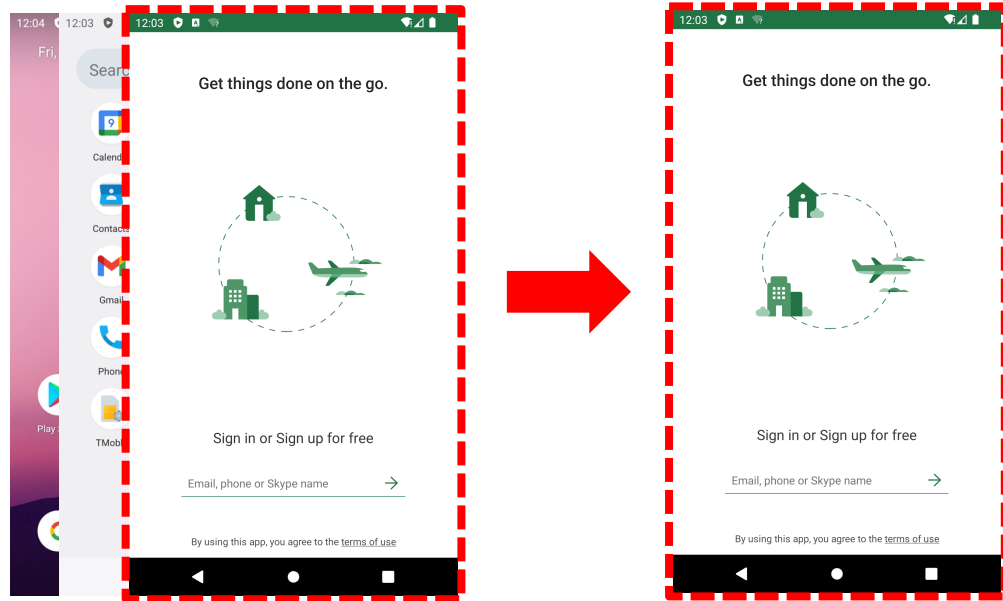 12:04
Fri,
Play
12:03
Searc
9
Calend
Contacts
Gmail
Phone
TMobl
12:03
Get things done on the go.
Sign in or Sign up for free
Email, phone or Skype name
By using this app, you agree to the terms of use
12:03
Get things done on the go.
Sign in or Sign up for free
Email, phone or Skype name
By using this app, you agree to the terms of use